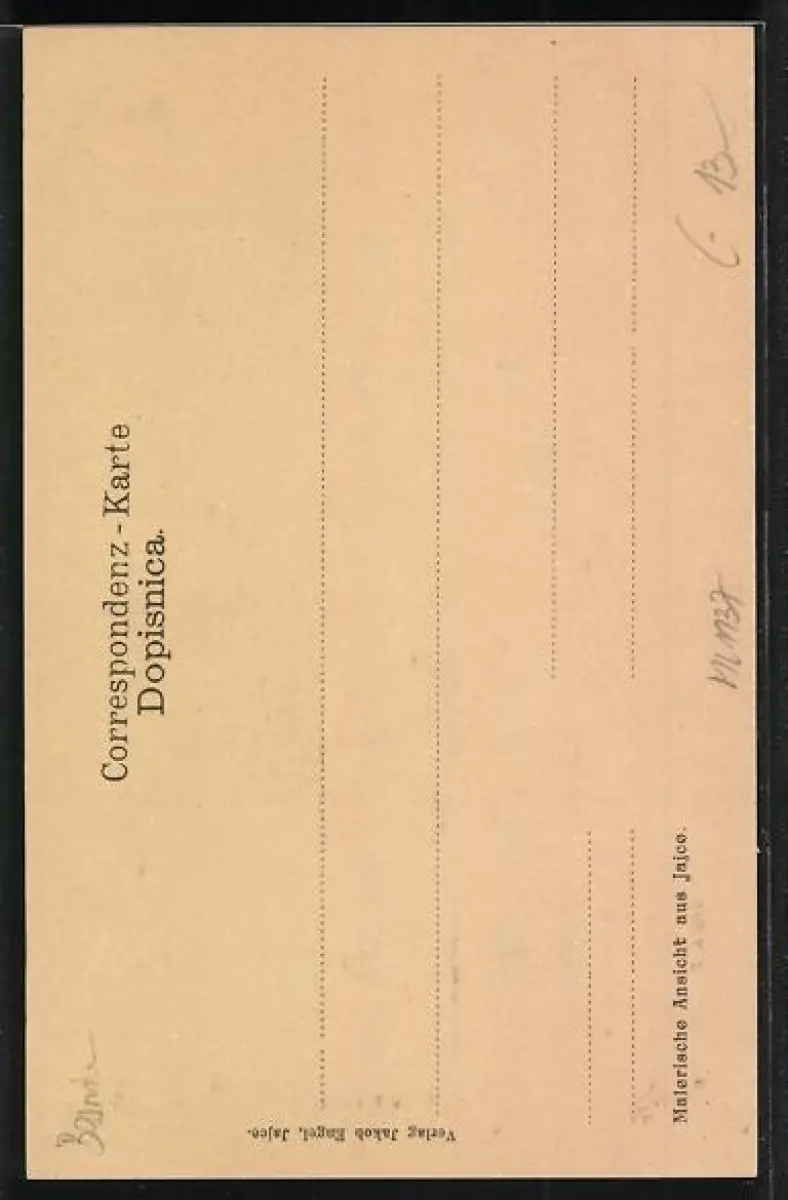 Correspondenz-Karte
Dopisnica.
Malerische Ansicht aus Jajce.
Verlag Jakob Engel, Jajce.